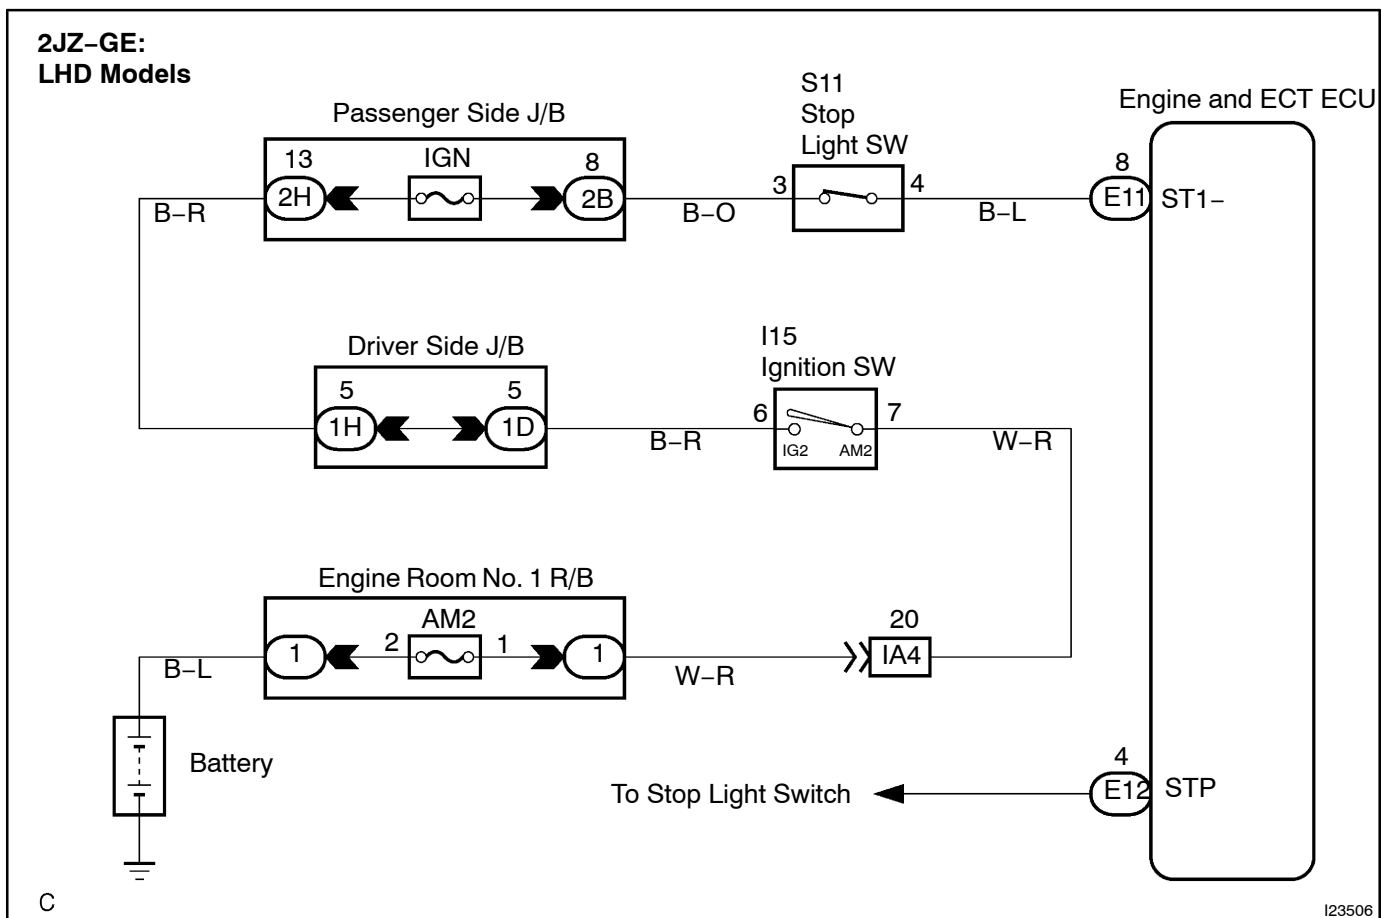 2JZ–GE:
LHD Models
S11
Stop
Light SW
Engine and ECT ECU
Passenger Side J/B
13
IGN
8
2H
2B
3
4
8
E11
ST1–
B–R
B–O
B–L
Driver Side J/B
I15
Ignition SW
5
5
1H
1D
6
7
IG2
AM2
B–R
W–R
Engine Room No. 1 R/B
AM2
20
1
2
1
1
IA4
B–L
W–R
Battery
4
To Stop Light Switch
E12
STP
C
I23506